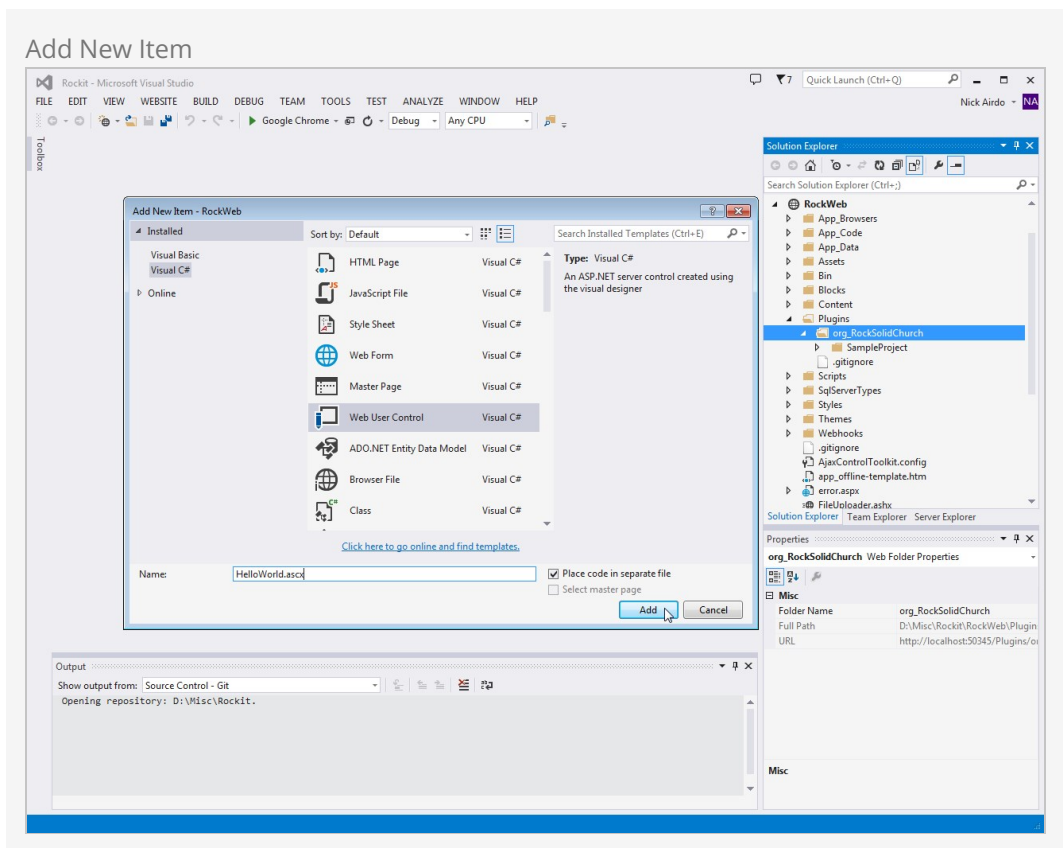 Add New Item
Rockit - Microsoft Visual Studio
7
Quick Launch (Ctrl+Q)
FILE EDIT VIEW WEBSITE BUILD DEBUG TEAM TOOLS TEST ANALYZE WINDOW HELP
Nick Airdo
NA
Google Chrome
Debug
Any CPU
Toolbox
Solution Explorer
Search Solution Explorer (Ctrl+;)
RockWeb
App_Browsers
App_Code
App_Data
Assets
Bin
Blocks
Content
Plugins
org_RockSolidChurch
SampleProject
.gitignore
Scripts
SqlServerTypes
Styles
Themes
Webhooks
.gitignore
AjaxControlToolkit.config
app_offline-template.htm
error.aspx
FileUploader.ashx
Solution Explorer Team Explorer Server Explorer
Add New Item - RockWeb
Installed
Visual Basic
Visual C#
Online
Sort by: Default
Search Installed Templates (Ctrl+E)
HTML Page Visual C#
JavaScript File Visual C#
Style Sheet Visual C#
Web Form Visual C#
Master Page Visual C#
Web User Control Visual C#
ADO.NET Entity Data Model Visual C#
Browser File Visual C#
Class Visual C#
Type: Visual C#
An ASP.NET server control created using
the visual designer
Click here to go online and find templates.
Name: HelloWorld.ascx
Place code in separate file
Select master page
Add Cancel
Properties
org_RockSolidChurch Web Folder Properties
Misc
Folder Name org_RockSolidChurch
Full Path D:\Misc\Rockit\RockWeb\Plugin
URL http://localhost:50345/Plugins/o
Misc
Output
Show output from: Source Control - Git
Opening repository: D:\Misc\Rockit.